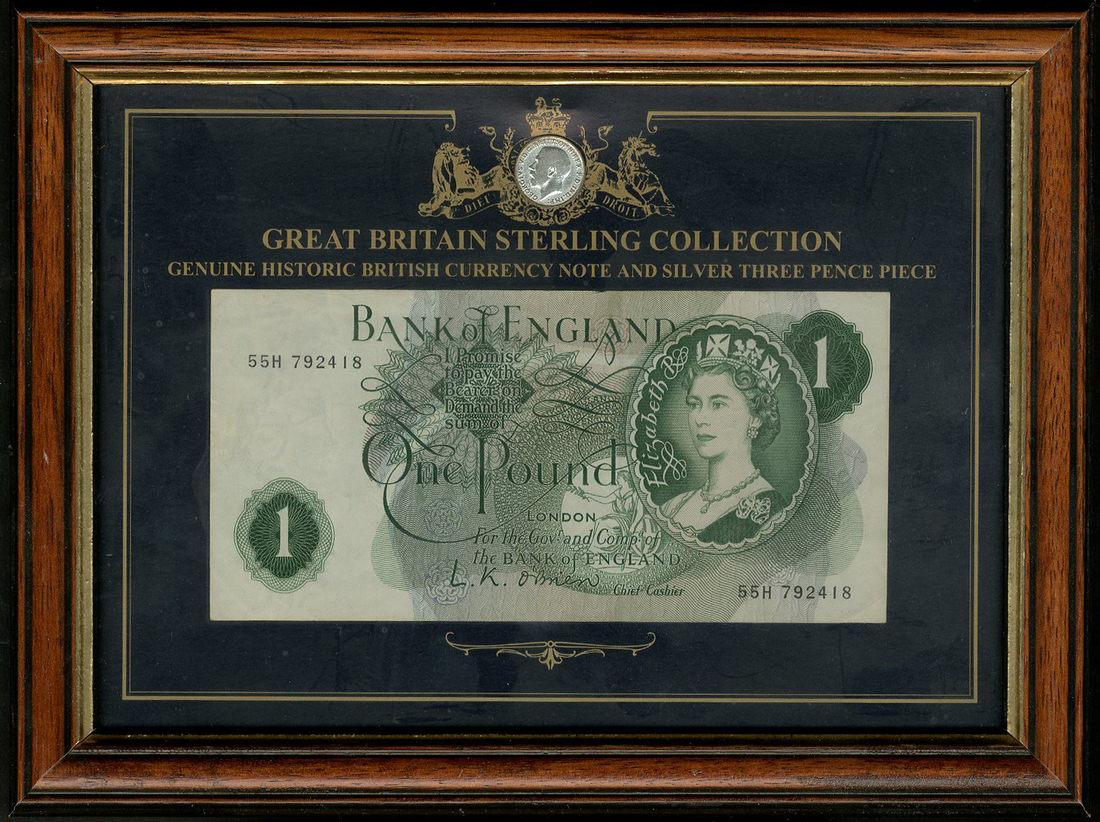 DIEU
DROIT
GREAT BRITAIN STERLING COLLECTION
GENUINE HISTORIC BRITISH CURRENCY NOTE AND SILVER THREE PENCE PIECE
BANK of ENGLAND
55H 792418
I Promise
to pay the
Bearer on
Demand the
sum of
One Pound
LONDON
For the Govr. and Compa. of
the BANK of ENGLAND
L. K. O'Brien
Chief Cashier
Elizabeth R
1
1
55H 792418